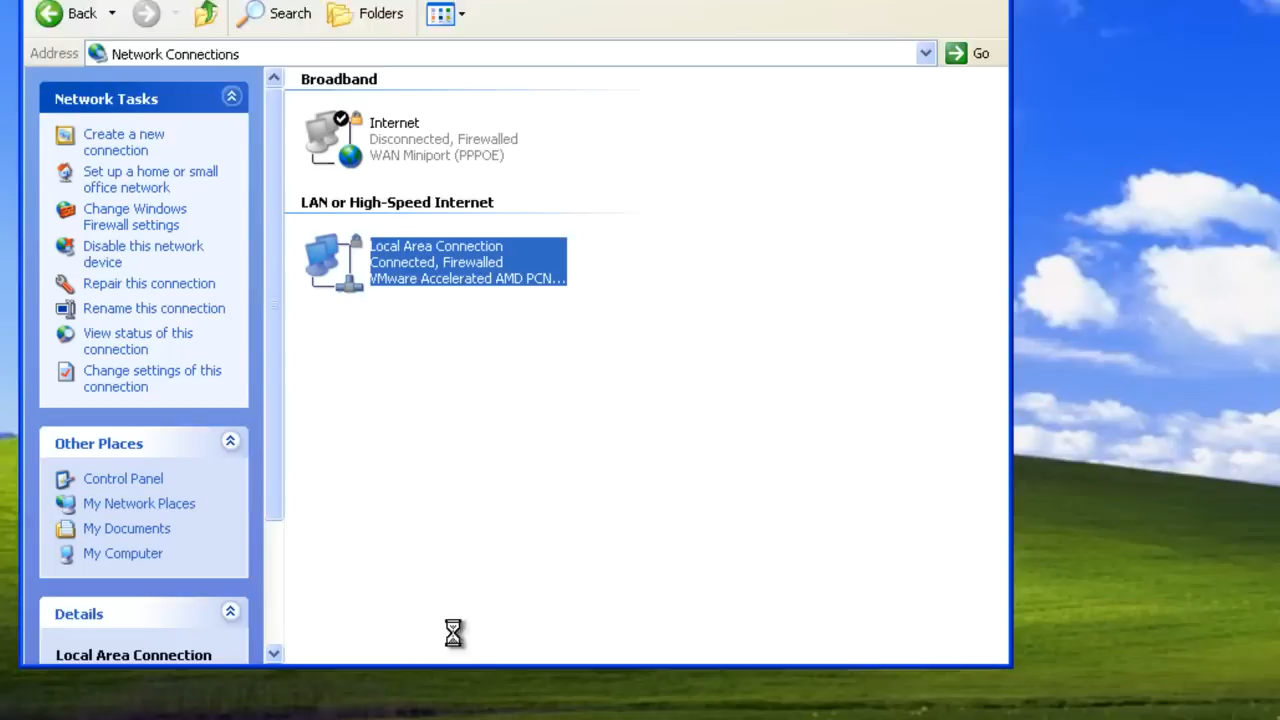 Back
Search
Folders
Address
Network Connections
Go
Network Tasks
Create a new
connection
Set up a home or small
office network
Change Windows
Firewall settings
Disable this network
device
Repair this connection
Rename this connection
View status of this
connection
Change settings of this
connection
Other Places
Control Panel
My Network Places
My Documents
My Computer
Details
Local Area Connection
Broadband
Internet
Disconnected, Firewalled
WAN Miniport (PPPOE)
LAN or High-Speed Internet
Local Area Connection
Connected, Firewalled
VMware Accelerated AMD PCN...